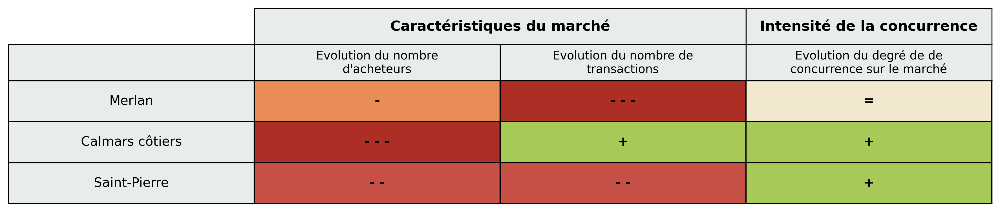 Caractéristiques du marché
Intensité de la concurrence
Evolution du nombre
d'acheteurs
Evolution du nombre de
transactions
Evolution du degré de de
concurrence sur le marché
Merlan
-
- - -
=
Calmars côtiers
- - -
+
+
Saint-Pierre
- -
- -
+